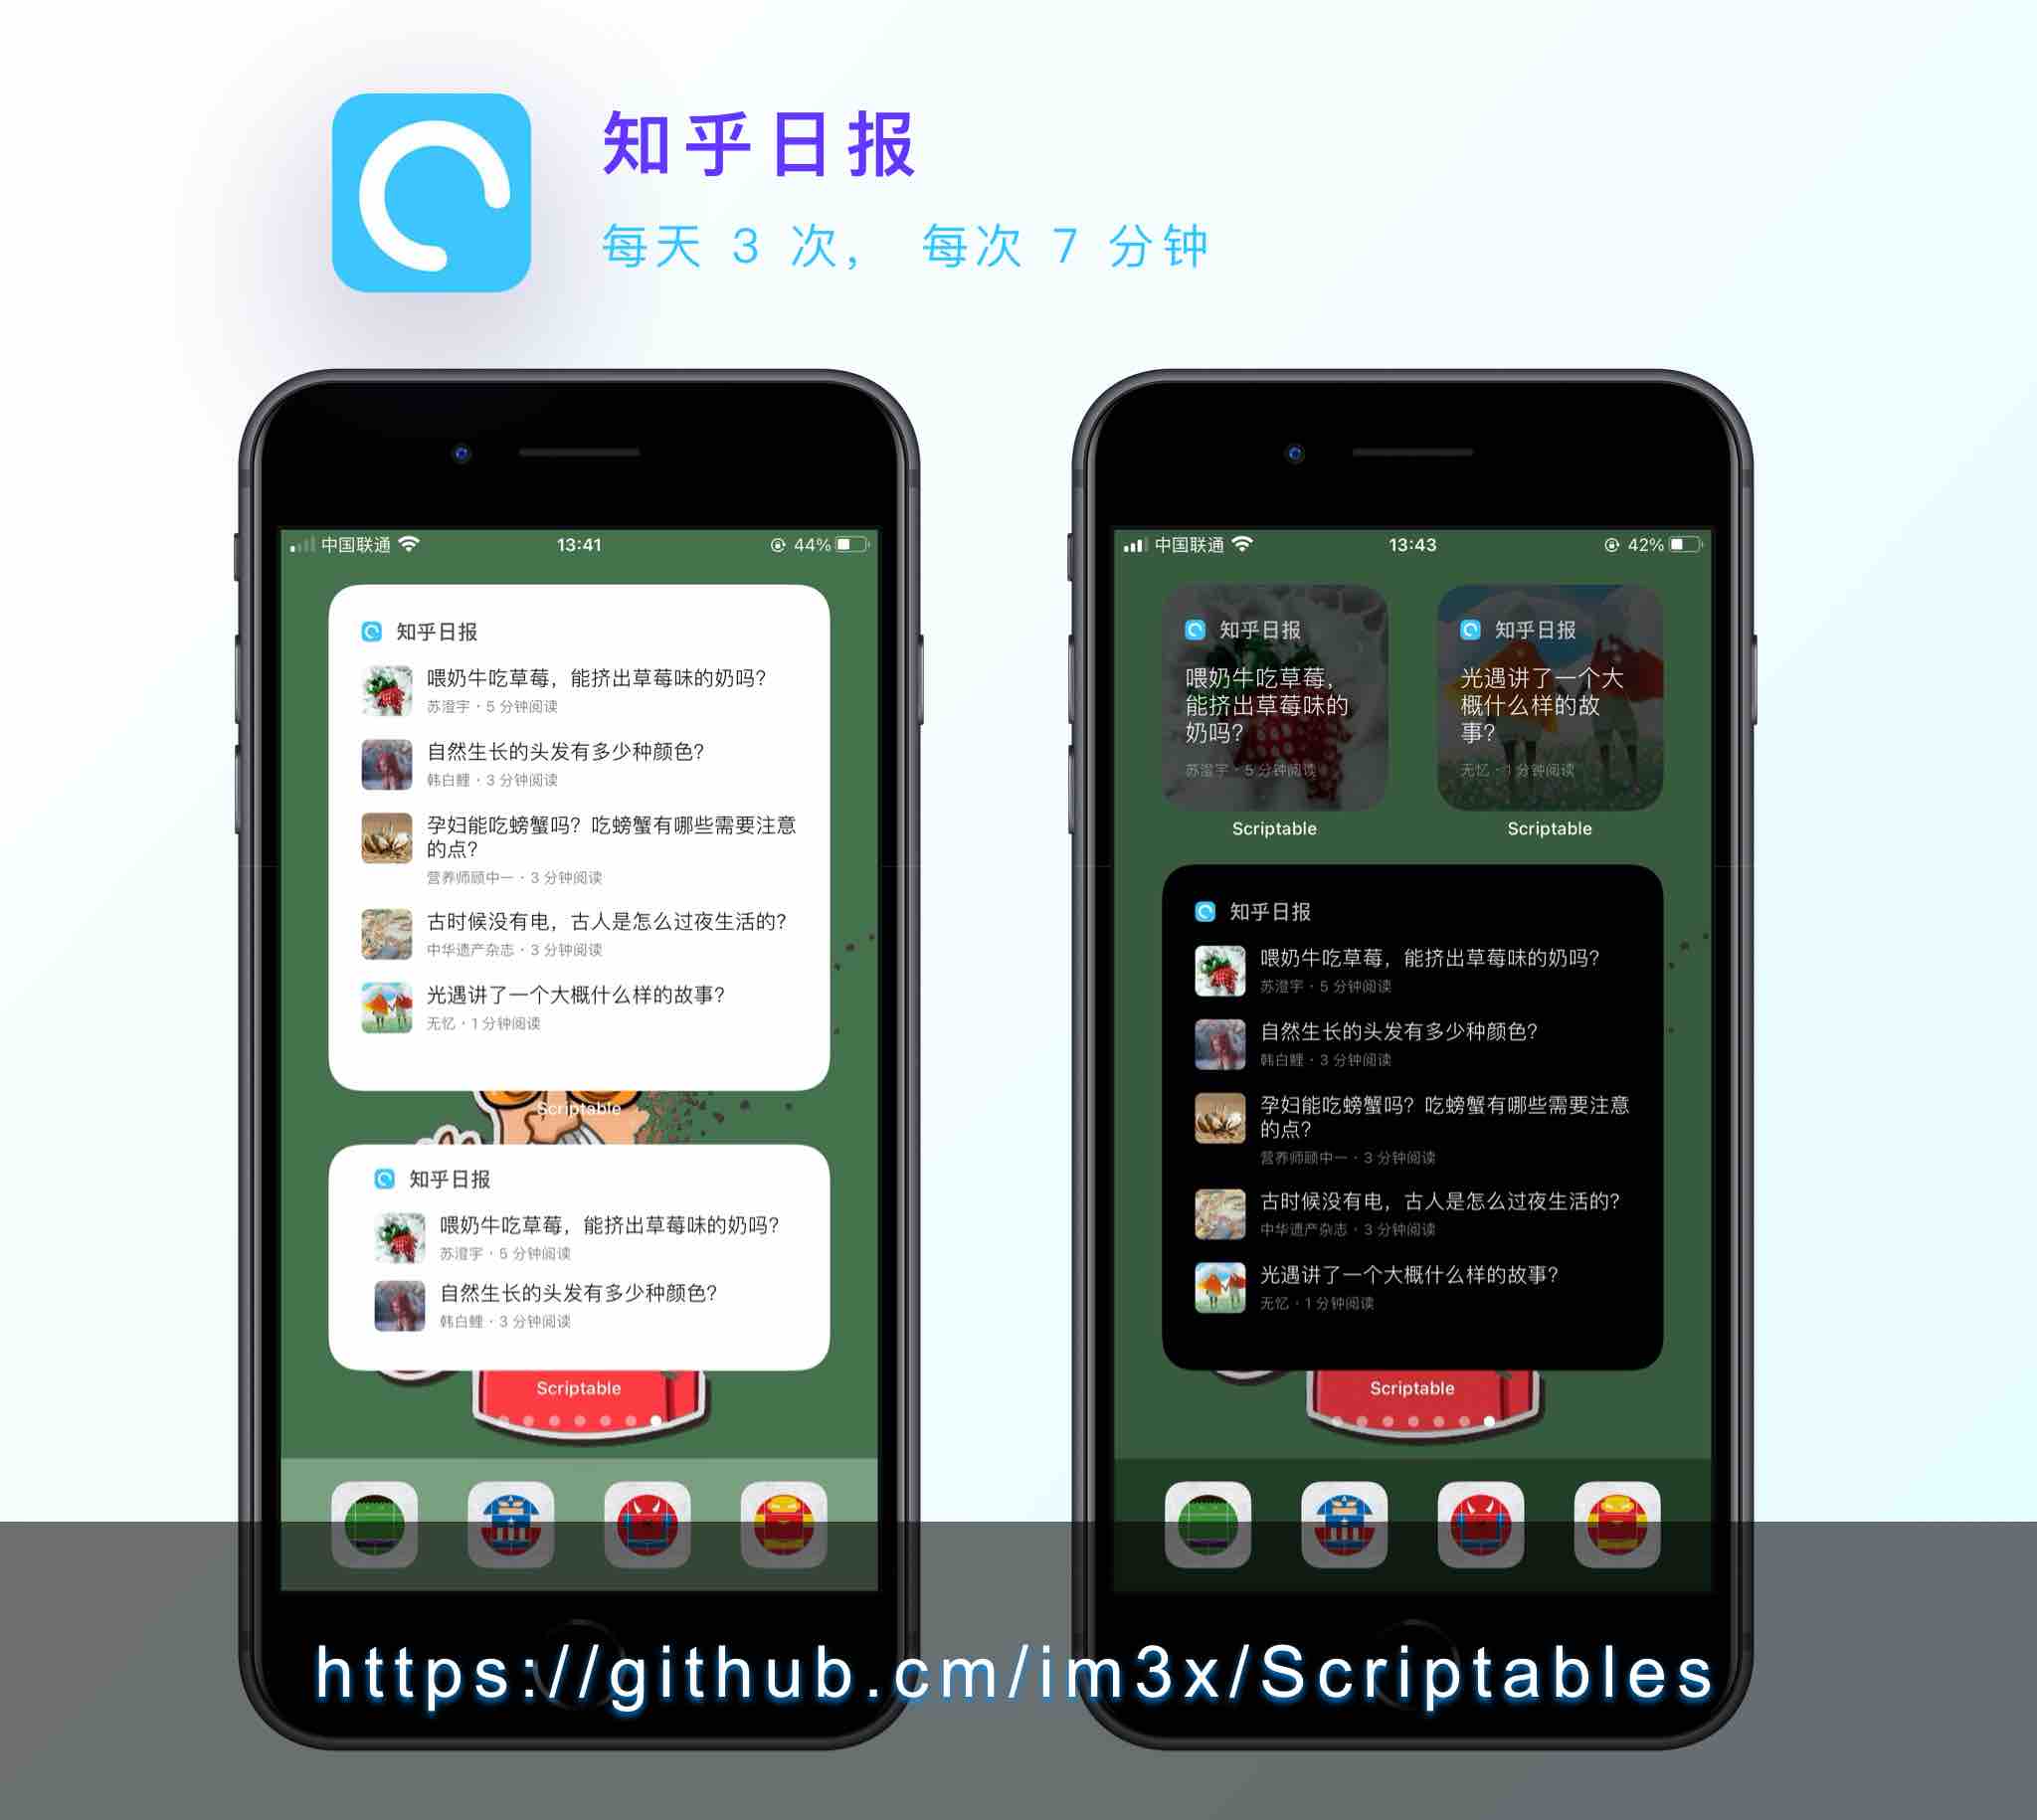 知乎日报
每天 3 次， 每次 7 分钟
中国联通 13:41 44%
知乎日报
喂奶牛吃草莓，能挤出草莓味的奶吗？
苏澄宇 · 5 分钟阅读
自然生长的头发有多少种颜色？
韩白鲤 · 3 分钟阅读
孕妇能吃螃蟹吗？吃螃蟹有哪些需要注意
的点？
营养师顾中一 · 3 分钟阅读
古时候没有电，古人是怎么过夜生活的？
中华遗产杂志 · 3 分钟阅读
光遇讲了一个大概什么样的故事？
无忆 · 1 分钟阅读
Scriptable
知乎日报
喂奶牛吃草莓，能挤出草莓味的奶吗？
苏澄宇 · 5 分钟阅读
自然生长的头发有多少种颜色？
韩白鲤 · 3 分钟阅读
Scriptable
中国联通 13:43 42%
知乎日报
喂奶牛吃草莓，
能挤出草莓味的
奶吗？
苏澄宇 · 5 分钟阅读
Scriptable
知乎日报
光遇讲了一个大
概什么样的故
事？
无忆 · 1 分钟阅读
Scriptable
知乎日报
喂奶牛吃草莓，能挤出草莓味的奶吗？
苏澄宇 · 5 分钟阅读
自然生长的头发有多少种颜色？
韩白鲤 · 3 分钟阅读
孕妇能吃螃蟹吗？吃螃蟹有哪些需要注意
的点？
营养师顾中一 · 3 分钟阅读
古时候没有电，古人是怎么过夜生活的？
中华遗产杂志 · 3 分钟阅读
光遇讲了一个大概什么样的故事？
无忆 · 1 分钟阅读
Scriptable
https://github.cm/im3x/Scriptables